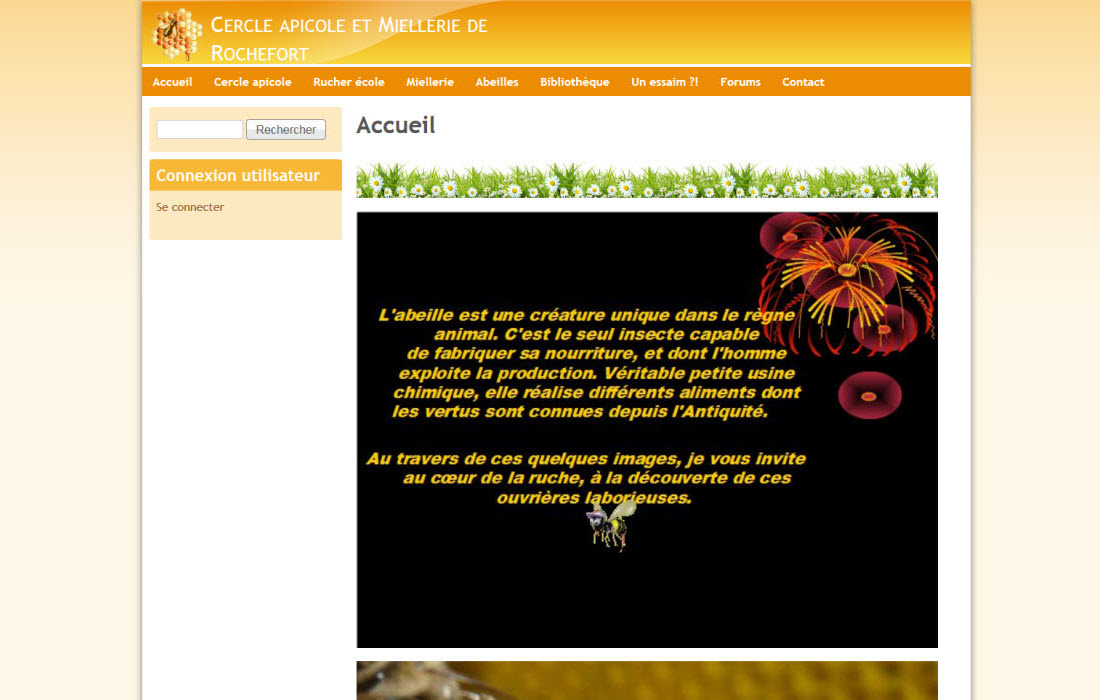 Cercle apicole et Miellerie de
Rochefort
Accueil Cercle apicole Rucher école Miellerie Abeilles Bibliothèque Un essaim ?! Forums Contact
Rechercher
Connexion utilisateur
Se connecter
Accueil
L'abeille est une créature unique dans le règne
animal. C'est le seul insecte capable
de fabriquer sa nourriture, et dont l'homme
exploite la production. Véritable petite usine
chimique, elle réalise différents aliments dont
les vertus sont connues depuis l'Antiquité.
Au travers de ces quelques images, je vous invite
au cœur de la ruche, à la découverte de ces
ouvrières laborieuses.